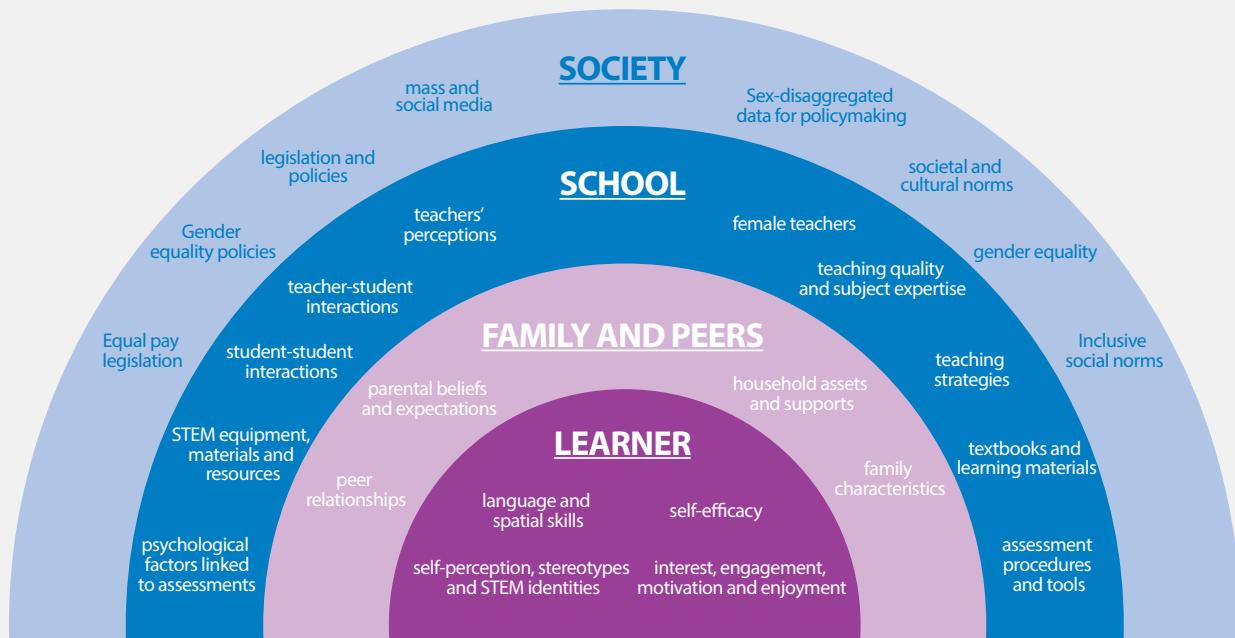 SOCIETY
mass and
social media
Sex-disaggregated
data for policymaking
legislation and
policies
societal and
cultural norms
Gender
equality policies
gender equality
Equal pay
legislation
Inclusive
social norms
SCHOOL
teachers’
perceptions
female teachers
teacher-student
interactions
teaching quality
and subject expertise
student-student
interactions
teaching
strategies
STEM equipment,
materials and
resources
textbooks and
learning materials
psychological
factors linked
to assessments
assessment
procedures
and tools
FAMILY AND PEERS
parental beliefs
and expectations
household assets
and supports
peer
relationships
family
characteristics
LEARNER
language and
spatial skills
self-efficacy
self-perception, stereotypes
and STEM identities
interest, engagement,
motivation and enjoyment